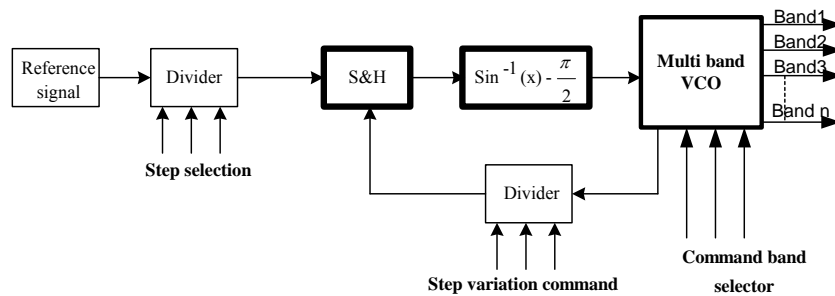 Reference
signal
Divider
Step selection
S&H
Sin⁻¹(x) - π/2
Multi band
VCO
Band1
Band2
Band3
Band n
Divider
Step variation command
Command band
selector